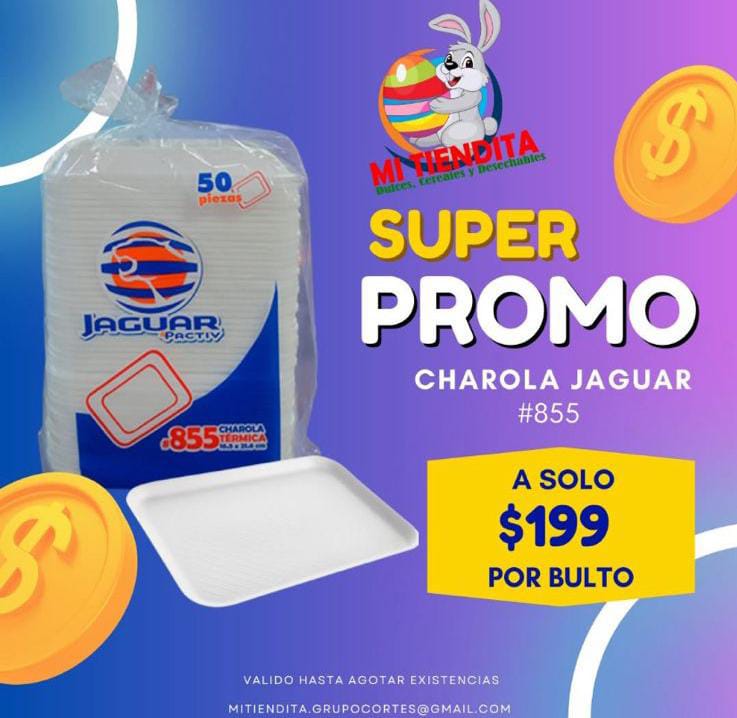 MI TIENDITA
Dulces, Cereales y Desechables
50
piezas
SUPER
PROMO
JAGUAR
PACTIV
CHAROLA JAGUAR
#855
#855 CHAROLA
TÉRMICA
A SOLO
$199
POR BULTO
VALIDO HASTA AGOTAR EXISTENCIAS
MITIENDITA.GRUPOCORTES@GMAIL.COM